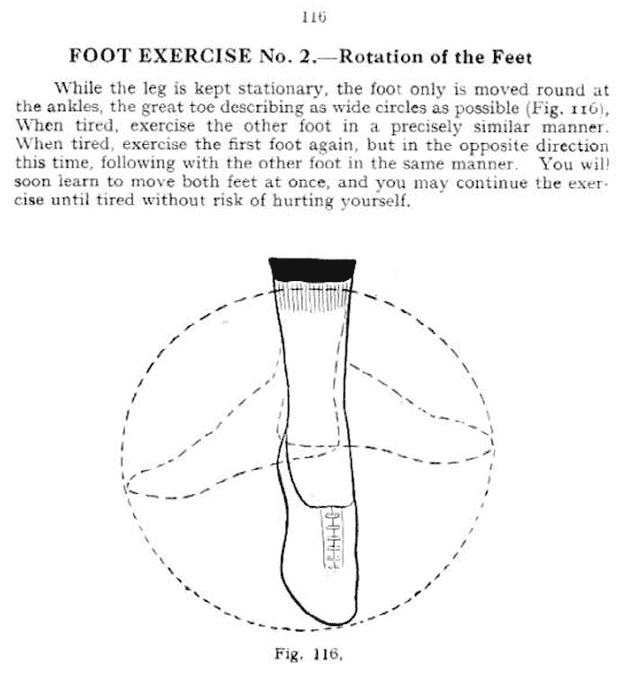 116
FOOT EXERCISE No. 2.—Rotation of the Feet
While the leg is kept stationary, the foot only is moved round at
the ankles, the great toe describing as wide circles as possible (Fig. 116),
When tired, exercise the other foot in a precisely similar manner.
When tired, exercise the first foot again, but in the opposite direction
this time, following with the other foot in the same manner. You will
soon learn to move both feet at once, and you may continue the exer-
cise until tired without risk of hurting yourself.
Fig. 116.